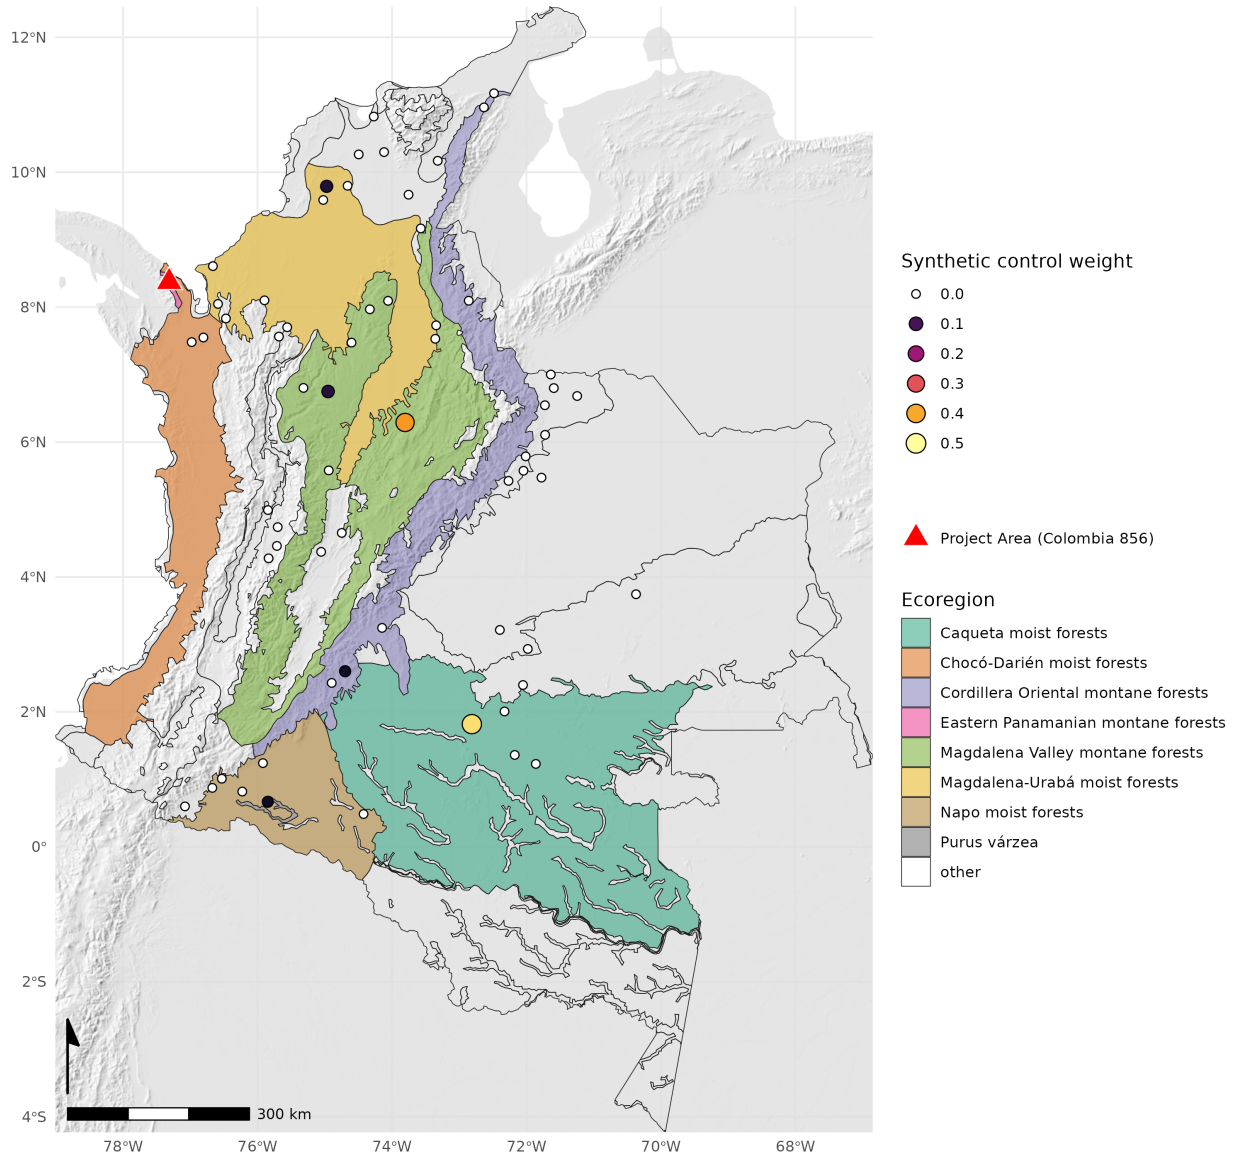 12°N
10°N
8°N
6°N
4°N
2°N
0°
2°S
4°S
78°W
76°W
74°W
72°W
70°W
68°W
300 km
Synthetic control weight
0.0
0.1
0.2
0.3
0.4
0.5
Project Area (Colombia 856)
Ecoregion
Caqueta moist forests
Chocó-Darién moist forests
Cordillera Oriental montane forests
Eastern Panamanian montane forests
Magdalena Valley montane forests
Magdalena-Urabá moist forests
Napo moist forests
Purus várzea
other